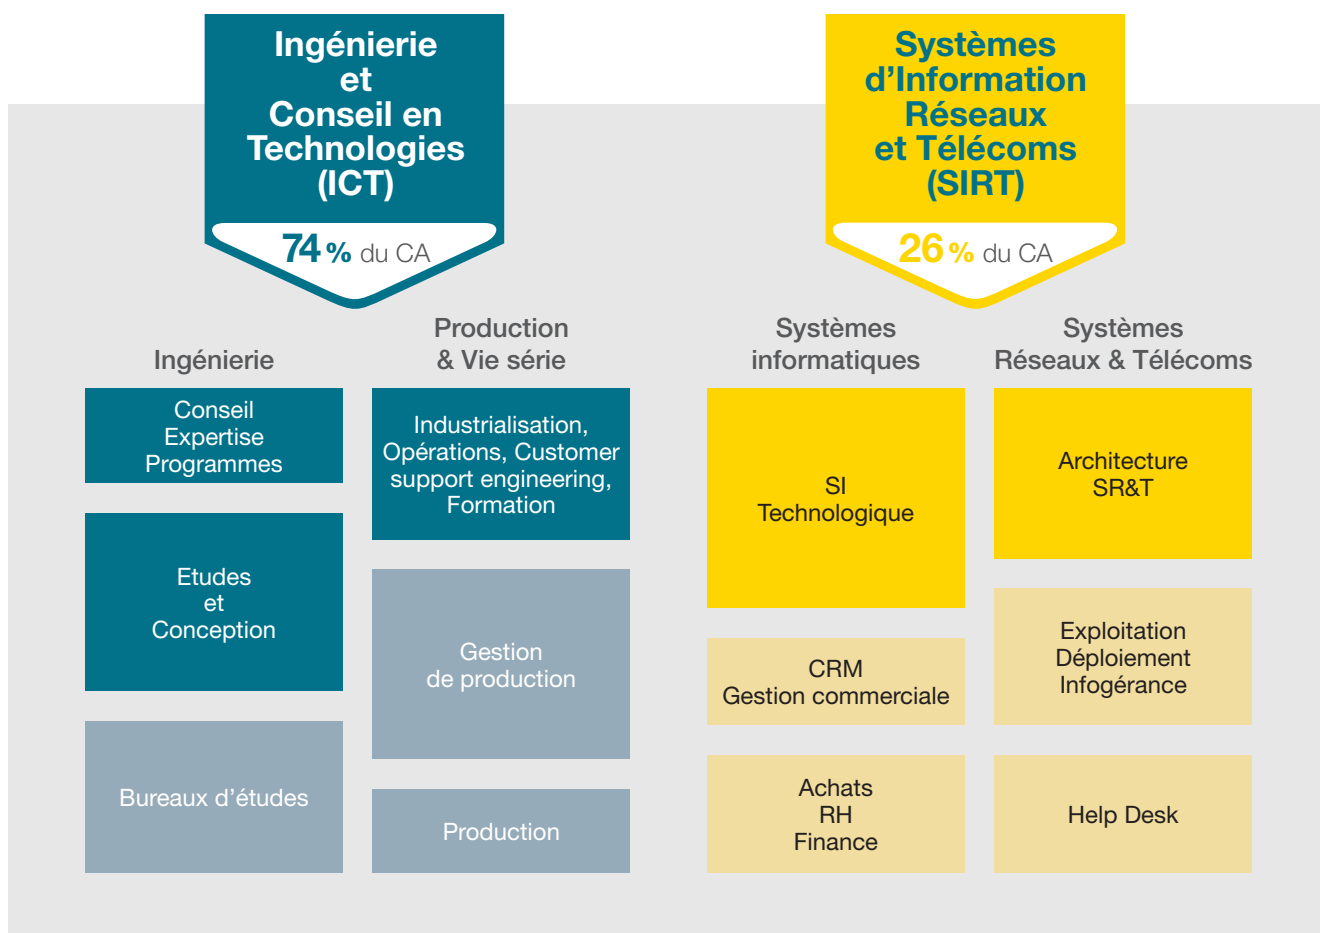 Ingénierie
et
Conseil en
Technologies
(ICT)
74 % du CA
Ingénierie
Conseil
Expertise
Programmes
Etudes
et
Conception
Bureaux d’études
Production
& Vie série
Industrialisation,
Opérations, Customer
support engineering,
Formation
Gestion
de production
Production
Systèmes
d’Information
Réseaux
et Télécoms
(SIRT)
26 % du CA
Systèmes
informatiques
SI
Technologique
CRM
Gestion commerciale
Achats
RH
Finance
Systèmes
Réseaux & Télécoms
Architecture
SR&T
Exploitation
Déploiement
Infogérance
Help Desk